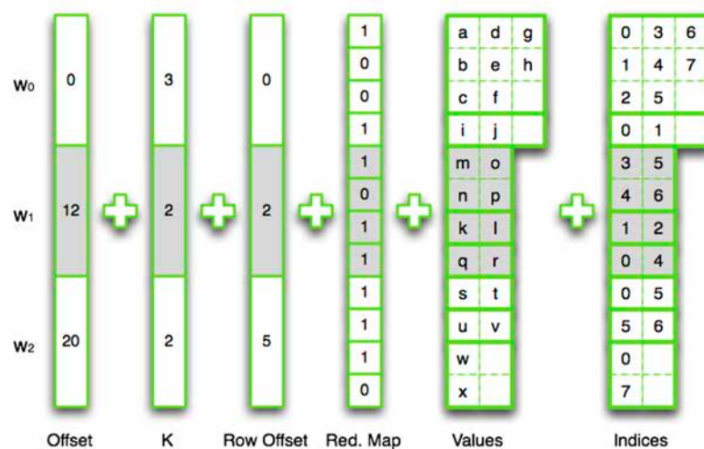 1 a d g 0 3 6
0 b e h 1 4 7
W0 0 3 0 0 c f 2 5
1 i j 0 1
1 m o 3 5
0 n p 4 6
W1 12 2 2 1 k l 1 2
1 q r 0 4
1 s t 0 5
W2 20 2 5 1 u v 5 6
1 w 0
0 x 7
Offset K Row Offset Red. Map Values Indices